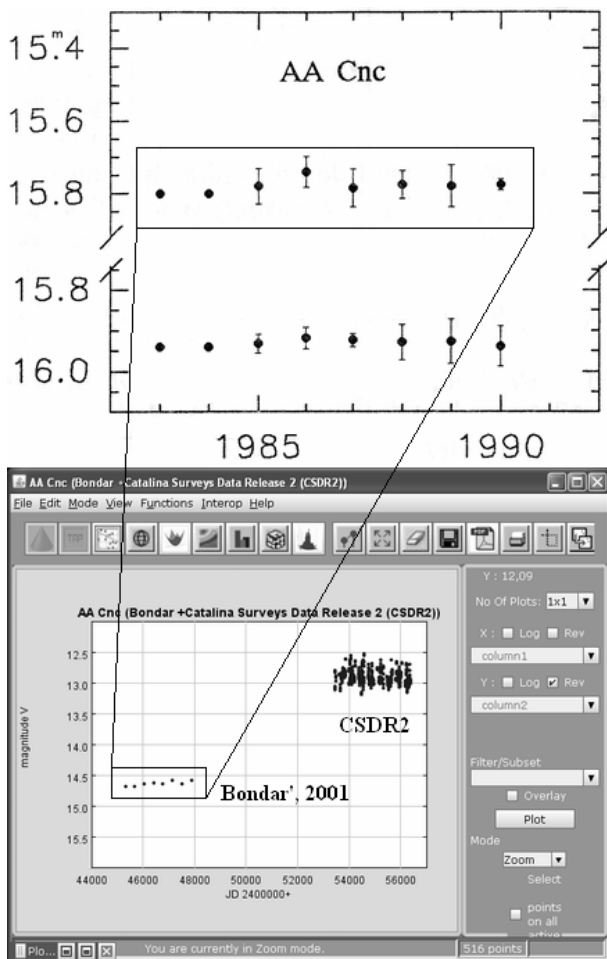 15.ᵐ4
AA Cnc
15.6
15.8
15.8
16.0
1985 1990
AA Cnc (Bondar +Catalina Surveys Data Release 2 (CSDR2))
File Edit Mode View Functions Interop Help
TAP PDF
Y : 12,09
No Of Plots: 1x1
X : Log Rev
column1
Y : Log Rev
column2
Filter/Subset
Overlay
Plot
Mode
Zoom
Select
points
on all
active
AA Cnc (Bondar +Catalina Surveys Data Release 2 (CSDR2))
magnitude V
12.5
13.0
13.5
14.0
14.5
15.0
15.5
CSDR2
Bondar', 2001
44000 46000 48000 50000 52000 54000 56000
JD 2400000+
Plo... You are currently in Zoom mode. 516 points